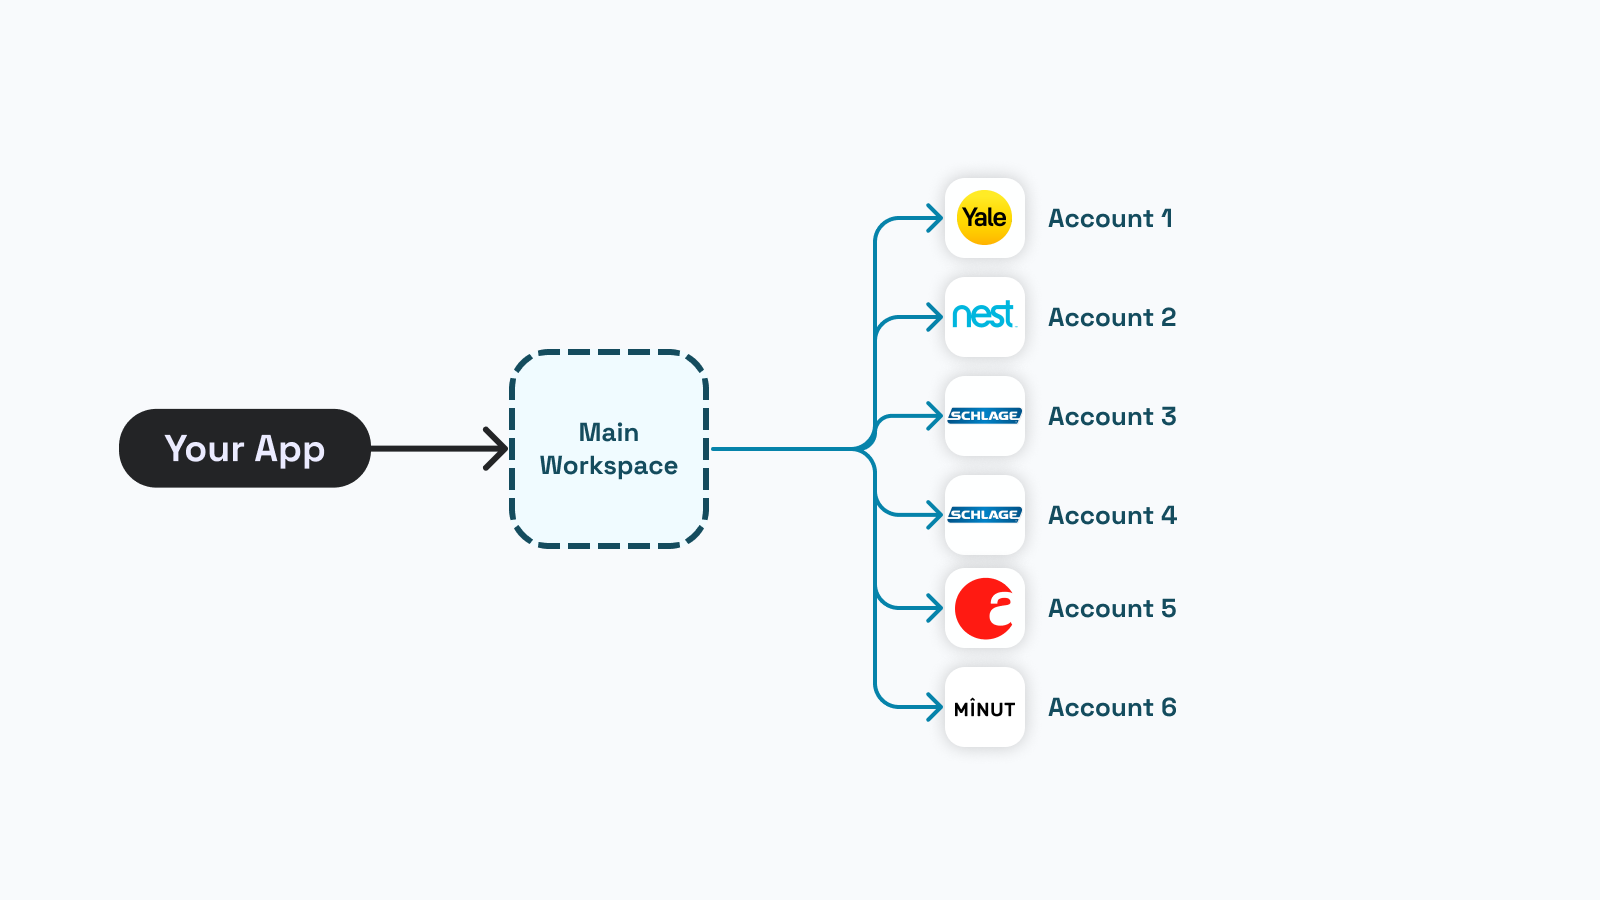 Your App
Main
Workspace
Yale
Account 1
nest
Account 2
SCHLAGE
Account 3
SCHLAGE
Account 4
a
Account 5
MÎNUT
Account 6